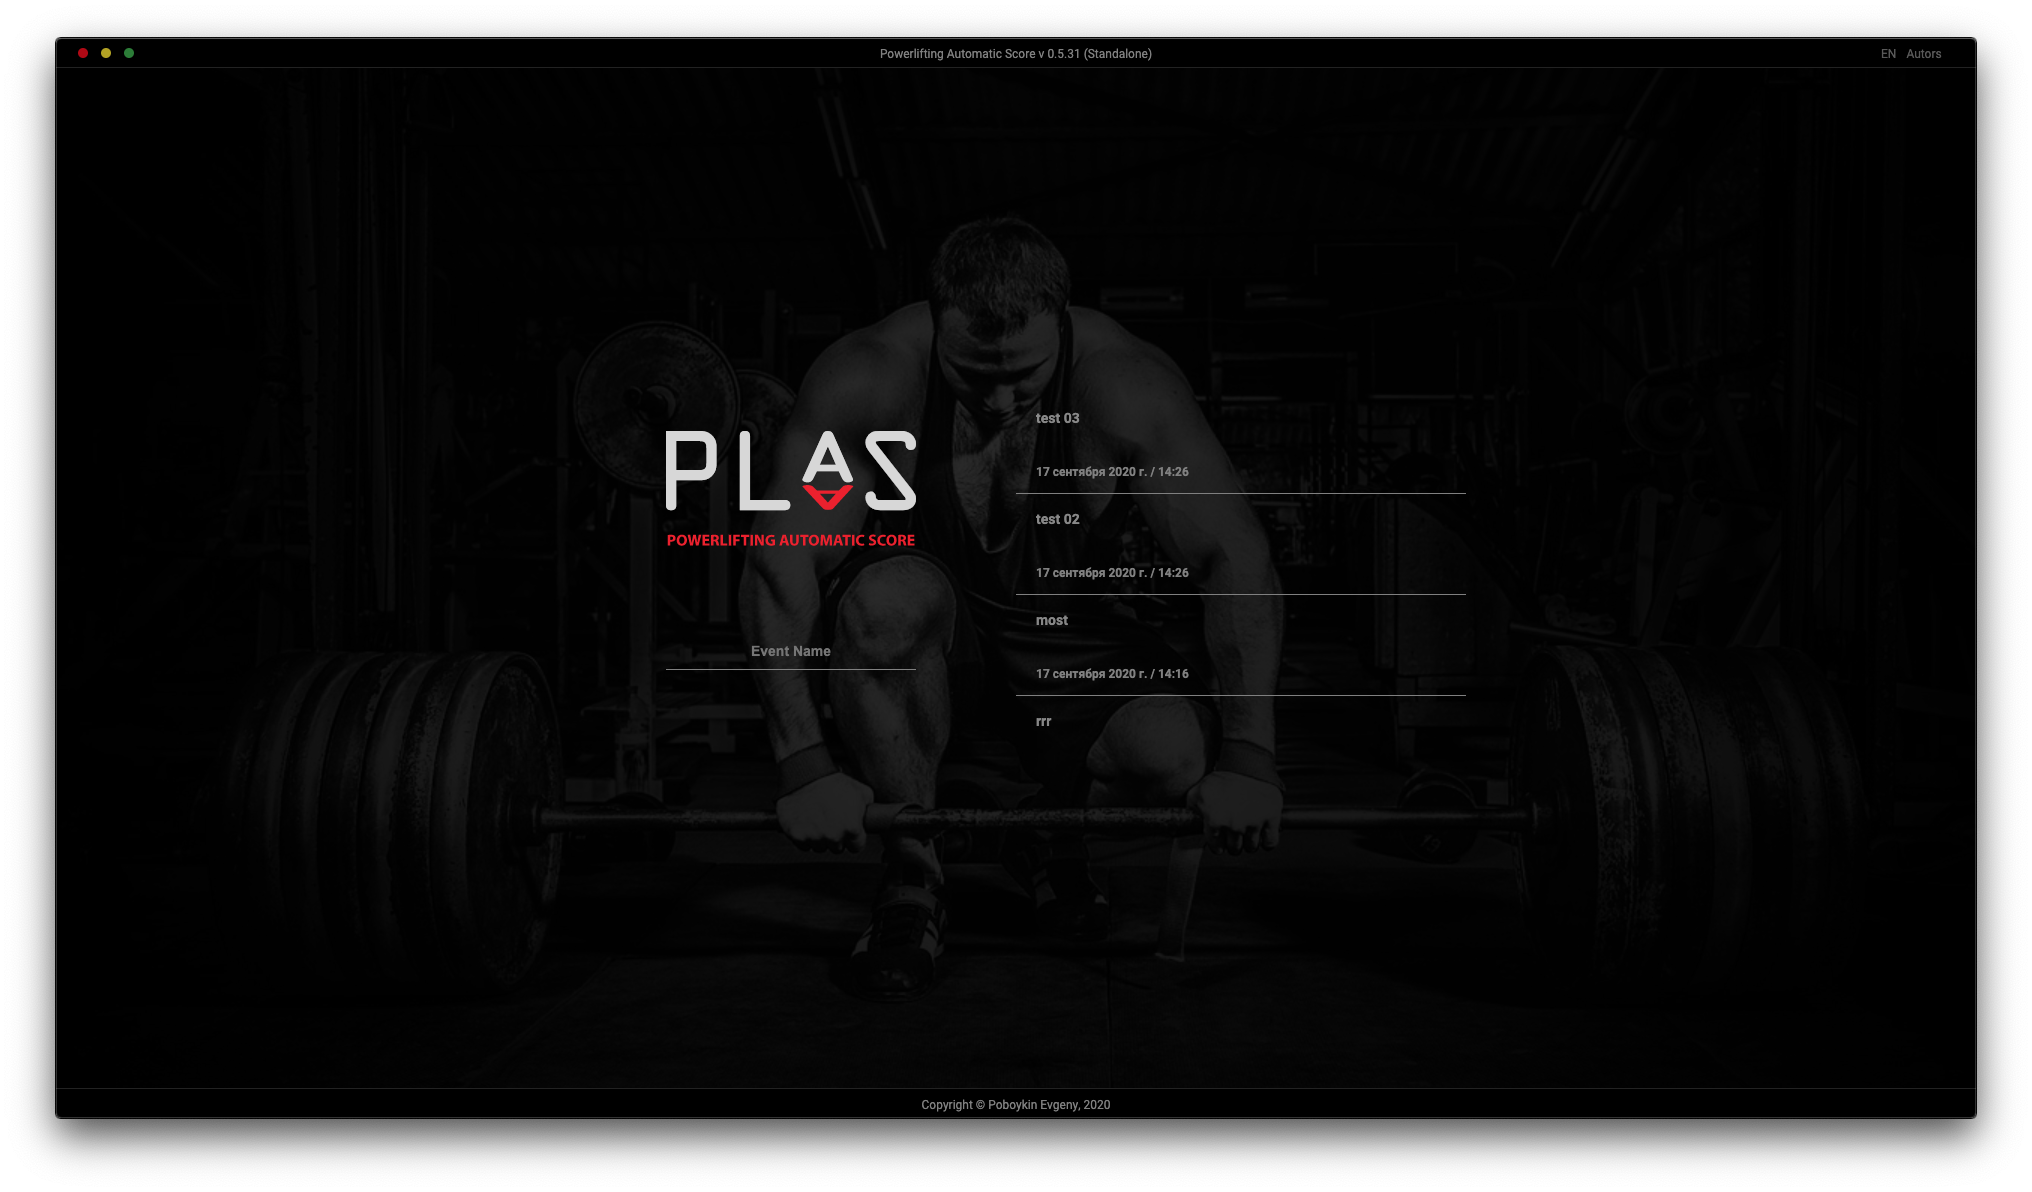 Powerlifting Automatic Score v 0.5.31 (Standalone)
EN Autors
PLAS
POWERLIFTING AUTOMATIC SCORE
Event Name
test 03
17 сентября 2020 г. / 14:26
test 02
17 сентября 2020 г. / 14:26
most
17 сентября 2020 г. / 14:16
rrr
Copyright © Poboykin Evgeny, 2020